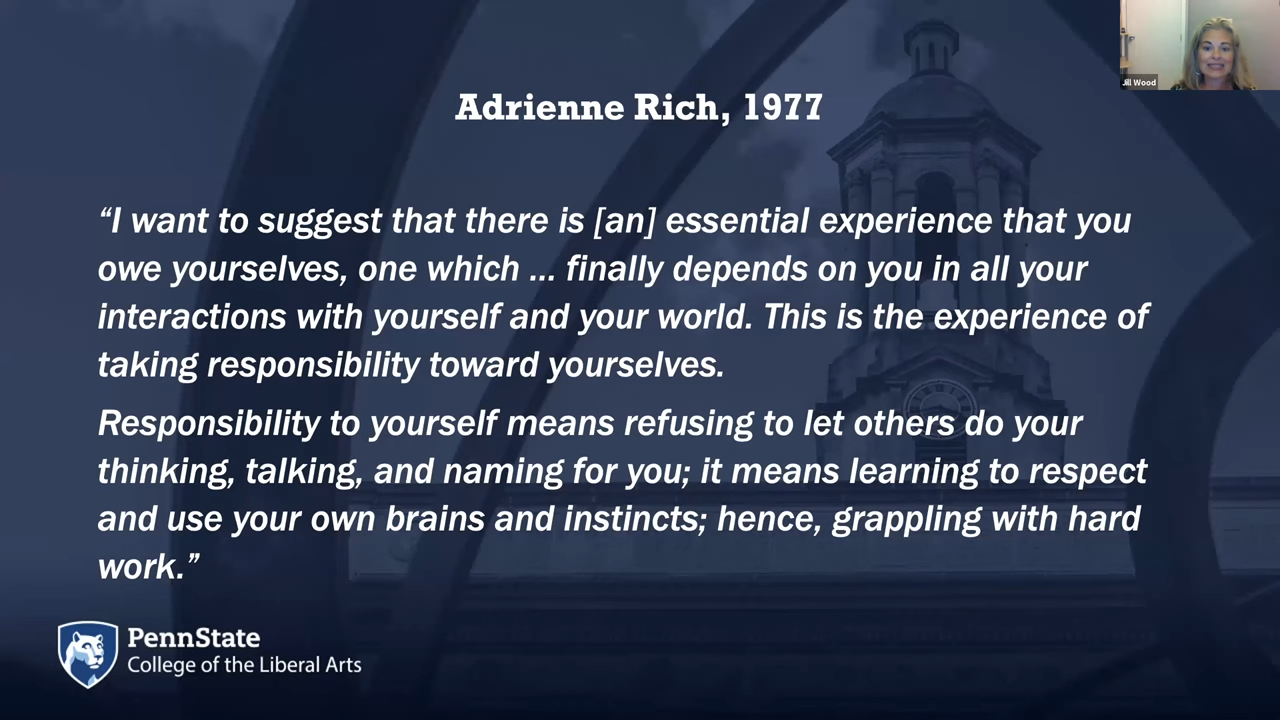 Jill Wood
Adrienne Rich, 1977
“I want to suggest that there is [an] essential experience that you
owe yourselves, one which ... finally depends on you in all your
interactions with yourself and your world. This is the experience of
taking responsibility toward yourselves.
Responsibility to yourself means refusing to let others do your
thinking, talking, and naming for you; it means learning to respect
and use your own brains and instincts; hence, grappling with hard
work.”
PennState
College of the Liberal Arts